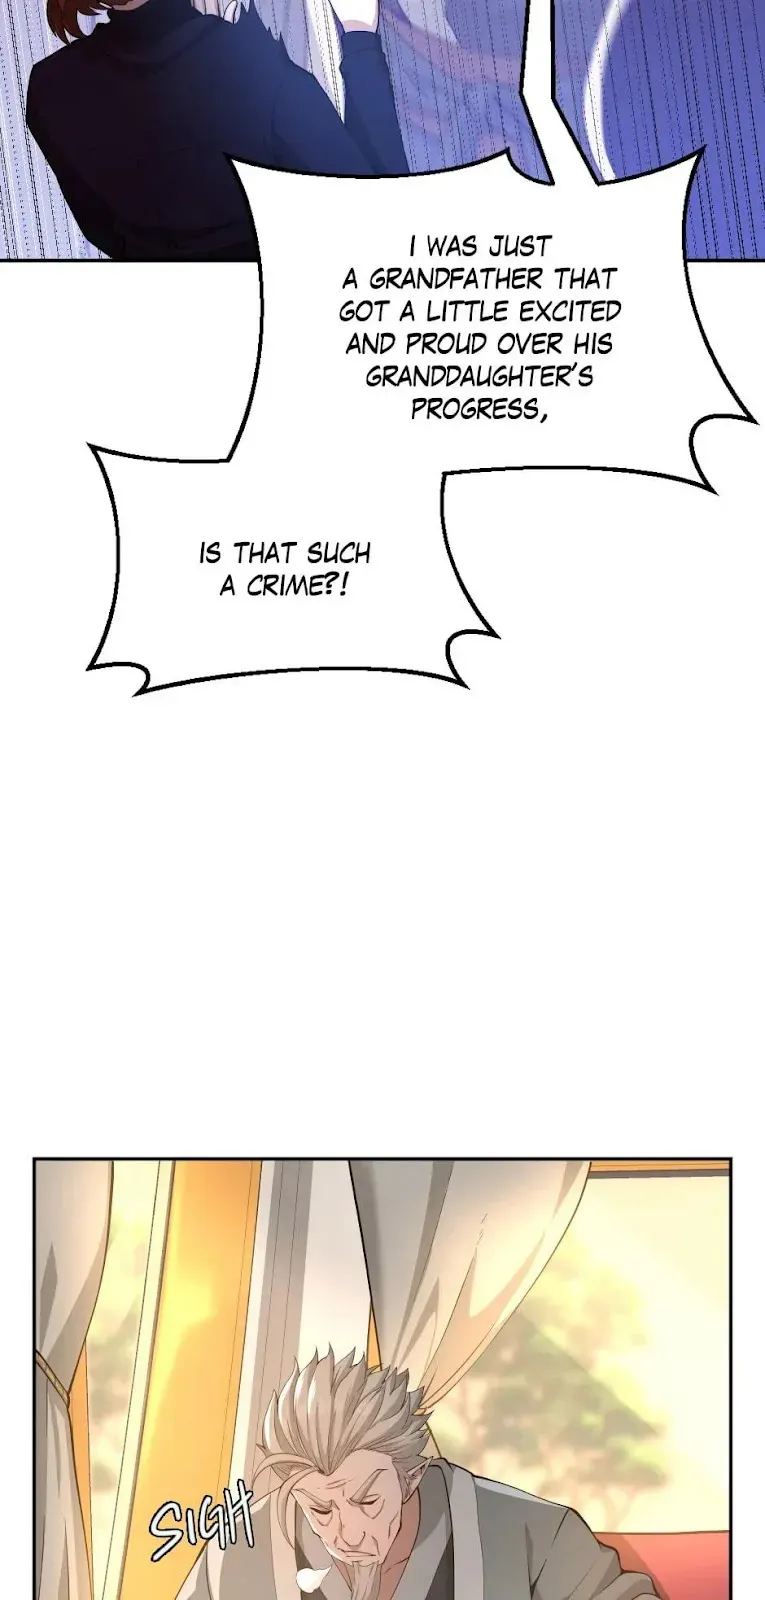 I WAS JUST
A GRANDFATHER THAT
GOT A LITTLE EXCITED
AND PROUD OVER HIS
GRANDDAUGHTER'S
PROGRESS,
IS THAT SUCH
A CRIME?!
SIGH